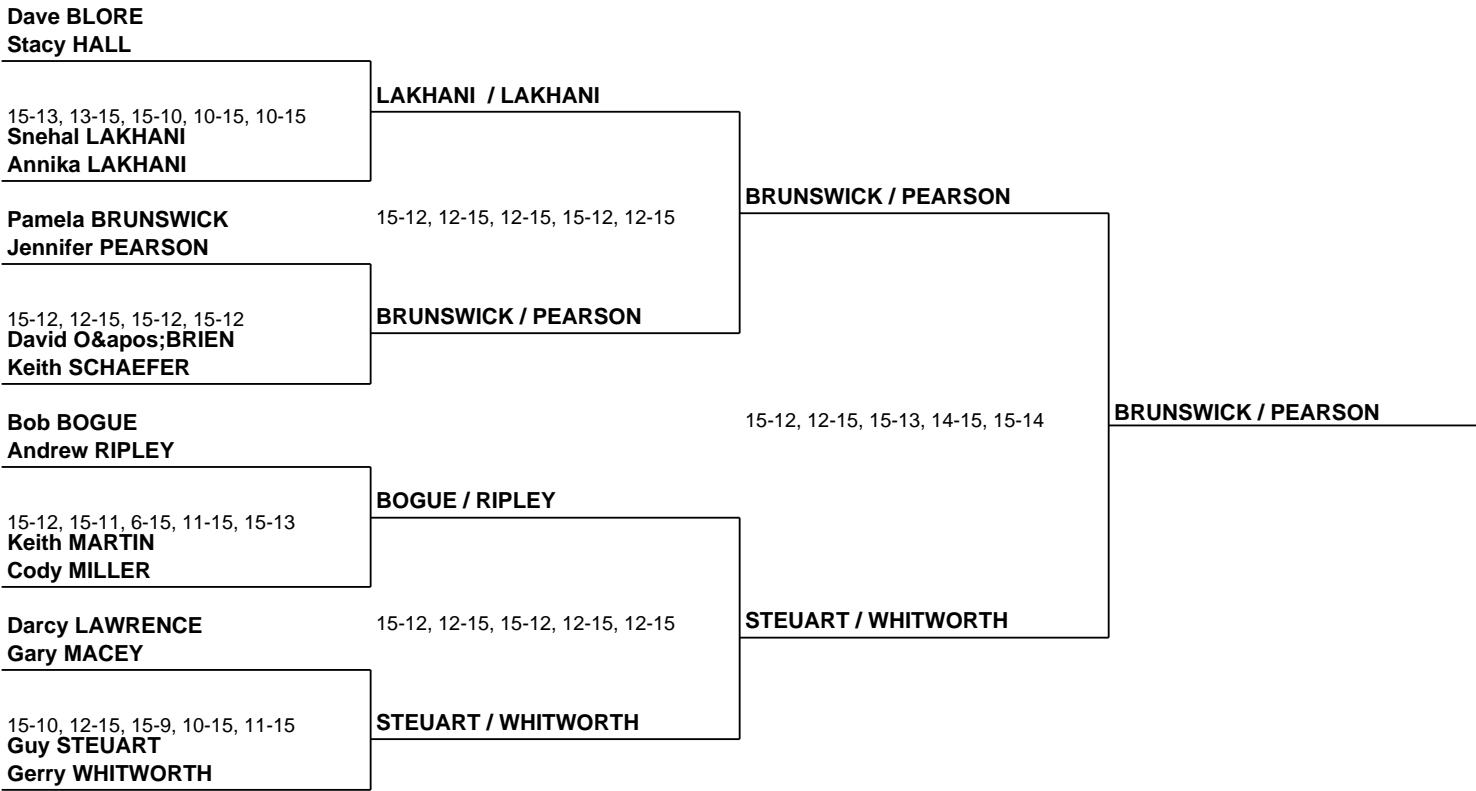 Dave BLORE
Stacy HALL
15-13, 13-15, 15-10, 10-15, 10-15
Snehal LAKHANI
Annika LAKHANI
Pamela BRUNSWICK
Jennifer PEARSON
15-12, 12-15, 15-12, 15-12
David O&apos;BRIEN
Keith SCHAEFER
Bob BOGUE
Andrew RIPLEY
15-12, 15-11, 6-15, 11-15, 15-13
Keith MARTIN
Cody MILLER
Darcy LAWRENCE
Gary MACEY
15-10, 12-15, 15-9, 10-15, 11-15
Guy STEUART
Gerry WHITWORTH
LAKHANI / LAKHANI
15-12, 12-15, 12-15, 15-12, 12-15
BRUNSWICK / PEARSON
BOGUE / RIPLEY
15-12, 12-15, 15-12, 12-15, 12-15
STEUART / WHITWORTH
BRUNSWICK / PEARSON
15-12, 12-15, 15-13, 14-15, 15-14
STEUART / WHITWORTH
BRUNSWICK / PEARSON